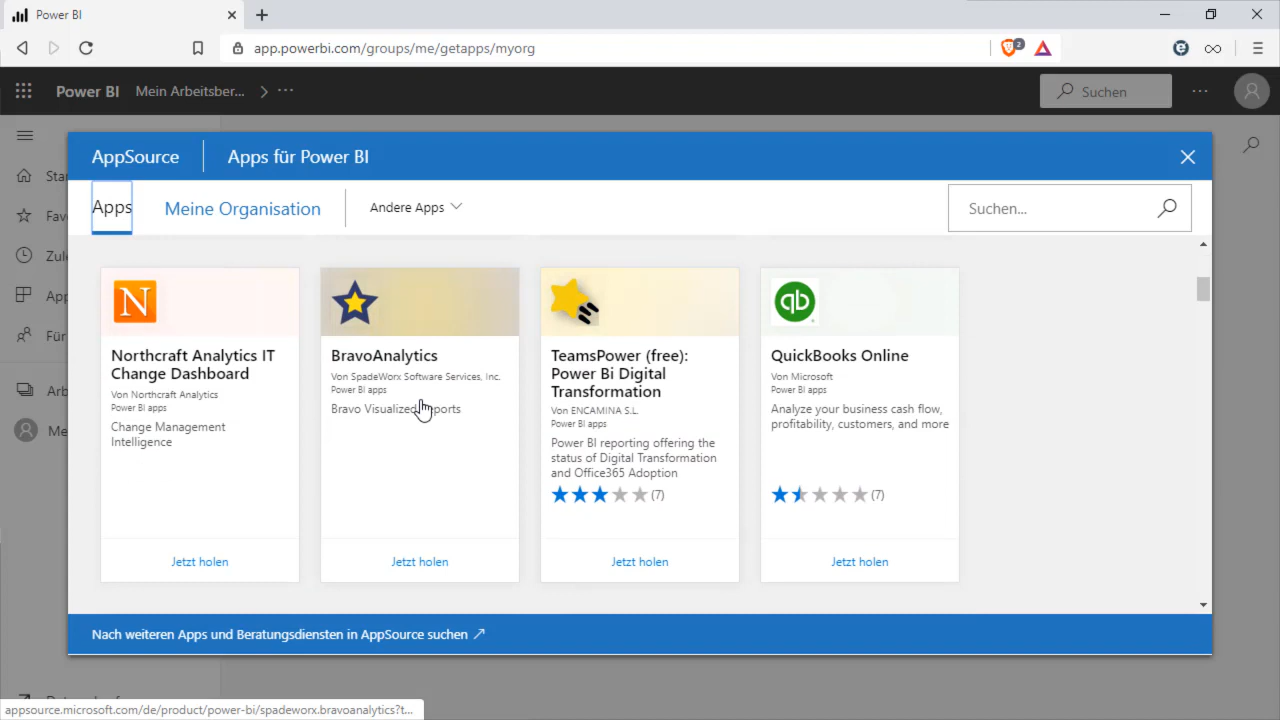 Power BI
app.powerbi.com/groups/me/getapps/myorg
2
Power BI
Mein Arbeitsber...
Suchen
AppSource
Apps für Power BI
Apps
Meine Organisation
Andere Apps
Suchen...
N
Northcraft Analytics IT
Change Dashboard
Von Northcraft Analytics
Power BI apps
Change Management
Intelligence
Jetzt holen
BravoAnalytics
Von SpadeWorx Software Services, Inc.
Power BI apps
Bravo Visualized
Jetzt holen
TeamsPower (free):
Power Bi Digital
Transformation
Von ENCAMINA S.L.
Power BI apps
Power BI reporting offering the
status of Digital Transformation
and Office365 Adoption
(7)
Jetzt holen
qb
QuickBooks Online
Von Microsoft
Power BI apps
Analyze your business cash flow,
profitability, customers, and more
(7)
Jetzt holen
Nach weiteren Apps und Beratungsdiensten in AppSource suchen
appsource.microsoft.com/de/product/power-bi/spadeworx.bravoanalytics?t...